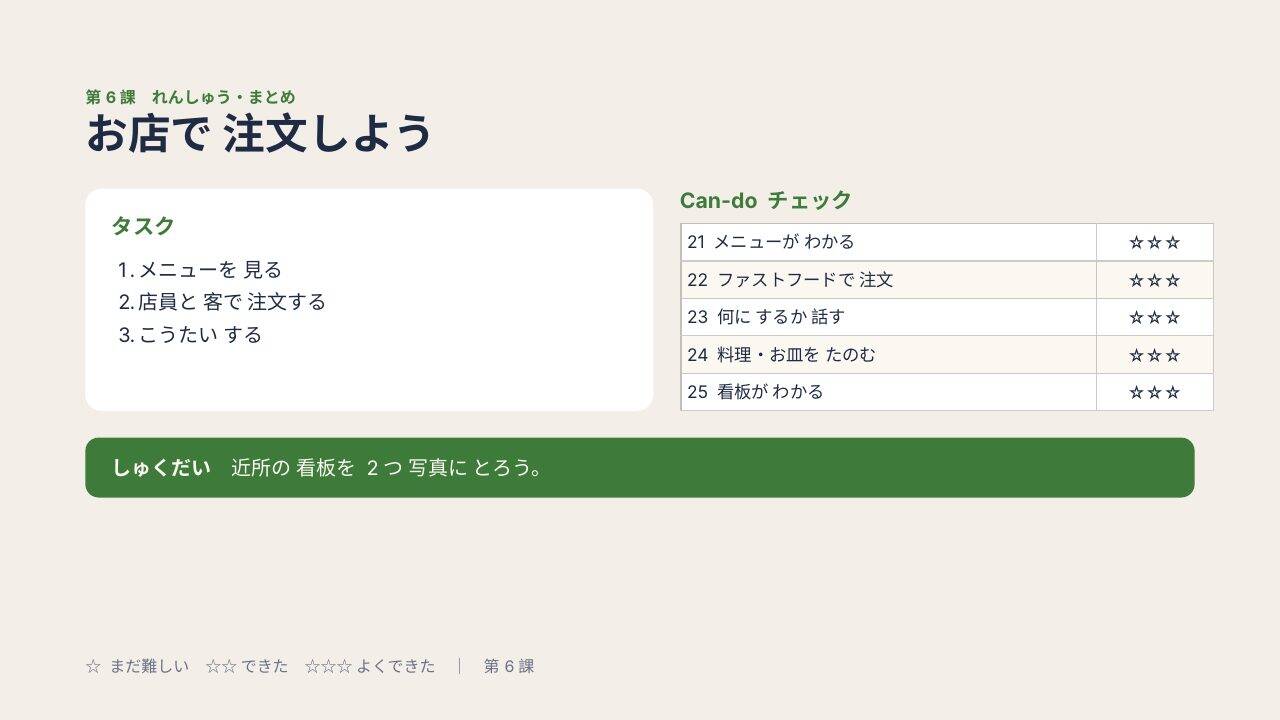 第6課　れんしゅう・まとめ
お店で 注文しよう
タスク
1. メニューを 見る
2. 店員と 客で 注文する
3. こうたい する
Can-do チェック
21 メニューが わかる ☆☆☆
22 ファストフードで 注文 ☆☆☆
23 何に するか 話す ☆☆☆
24 料理・お皿を たのむ ☆☆☆
25 看板が わかる ☆☆☆
しゅくだい　近所の 看板を 2つ 写真に とろう。
☆ まだ難しい　☆☆ できた　☆☆☆ よくできた　｜　第6課